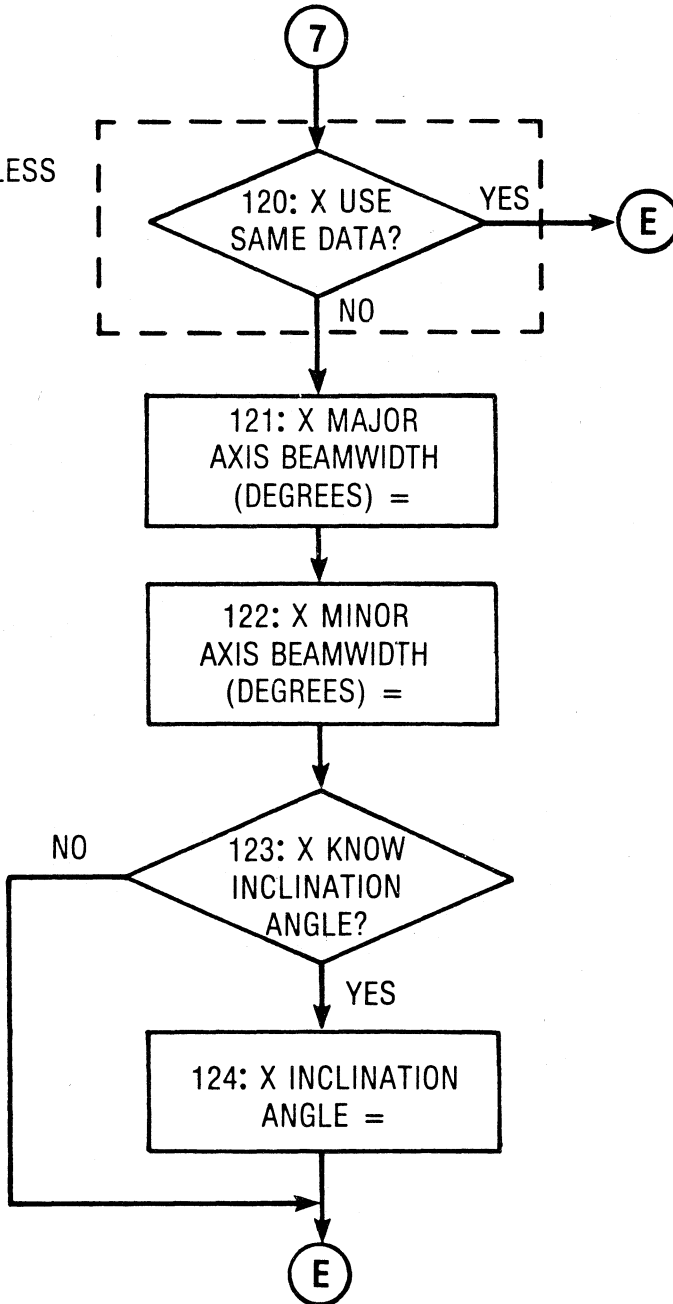 7
LESS
120: X USE
SAME DATA?
YES
E
NO
121: X MAJOR
AXIS BEAMWIDTH
(DEGREES) =
122: X MINOR
AXIS BEAMWIDTH
(DEGREES) =
NO
123: X KNOW
INCLINATION
ANGLE?
YES
124: X INCLINATION
ANGLE =
E